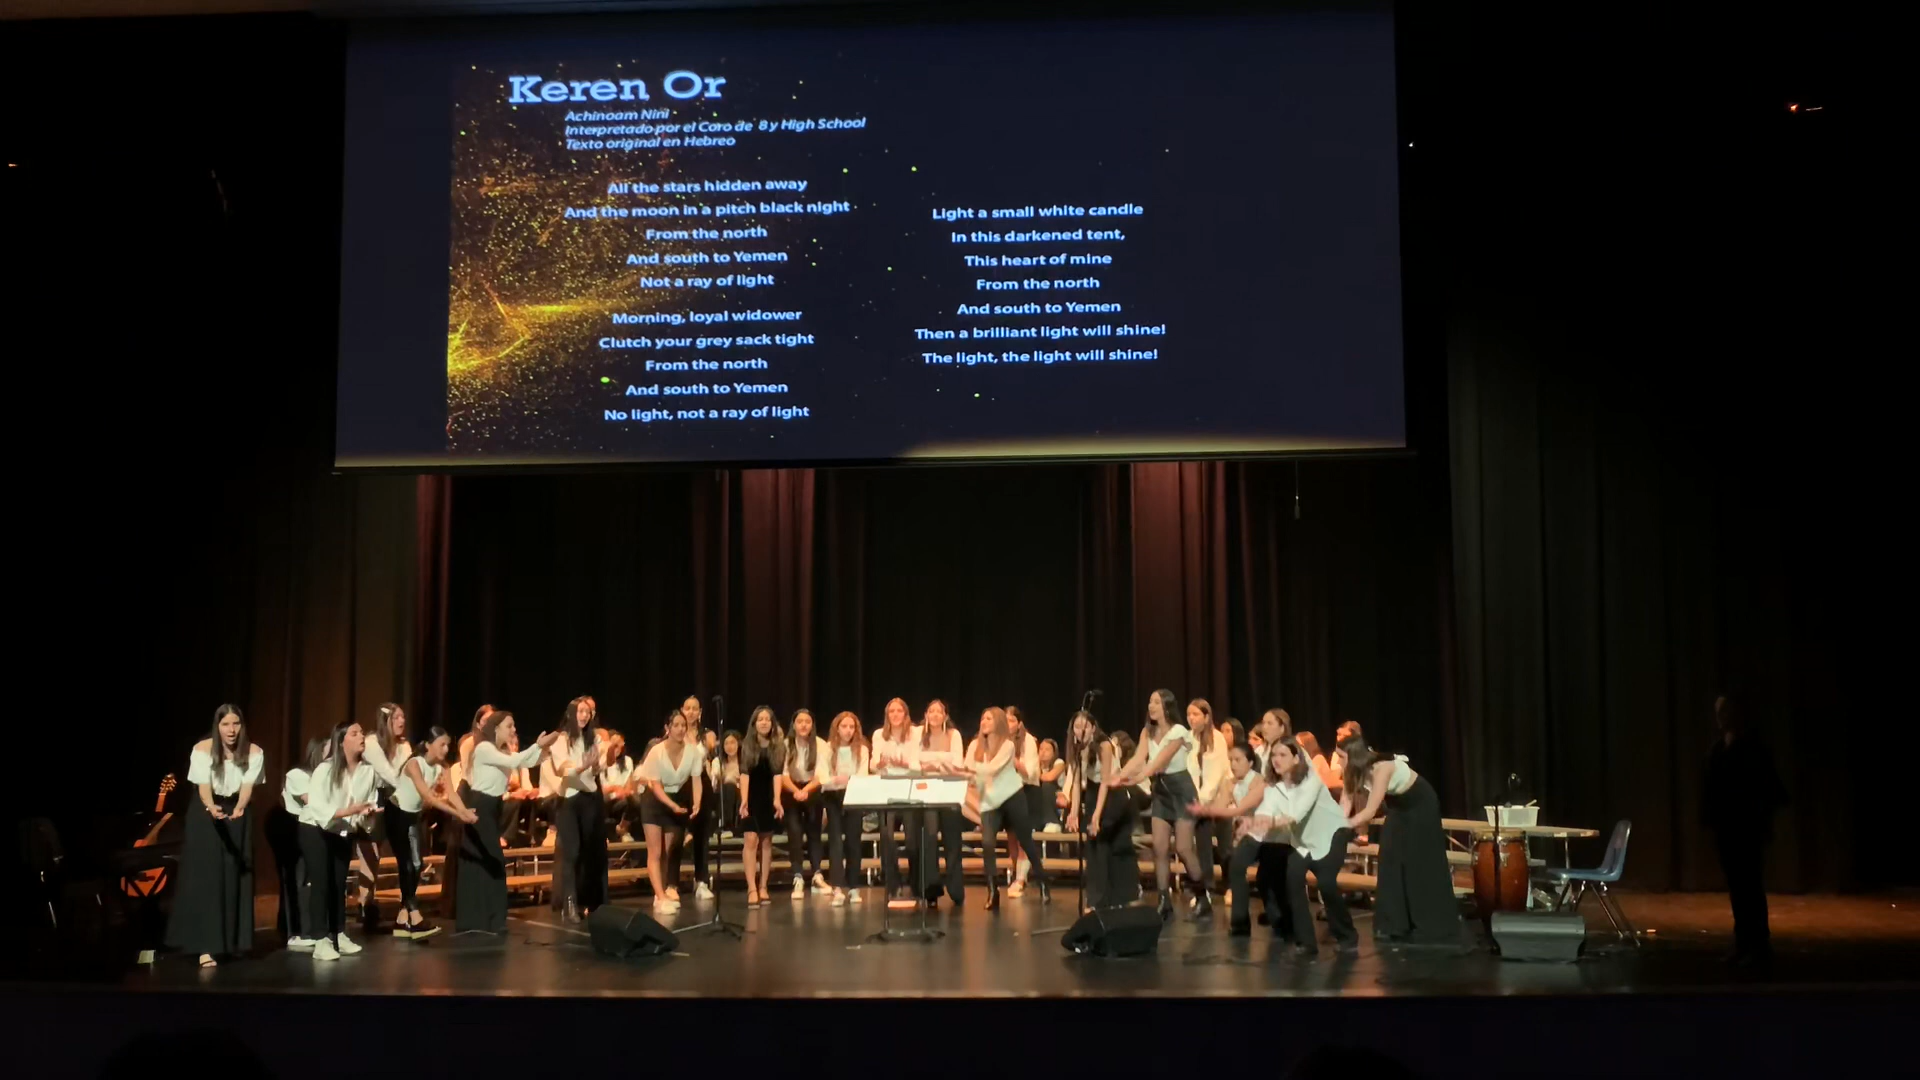 Keren Or
Achinoam Nini
Interpretado por el Coro de 8 y High School
Texto original en Hebreo
All the stars hidden away
And the moon in a pitch black night
From the north
And south to Yemen
Not a ray of light
Morning, loyal widower
Clutch your grey sack tight
From the north
And south to Yemen
No light, not a ray of light
Light a small white candle
In this darkened tent,
This heart of mine
From the north
And south to Yemen
Then a brilliant light will shine!
The light, the light will shine!